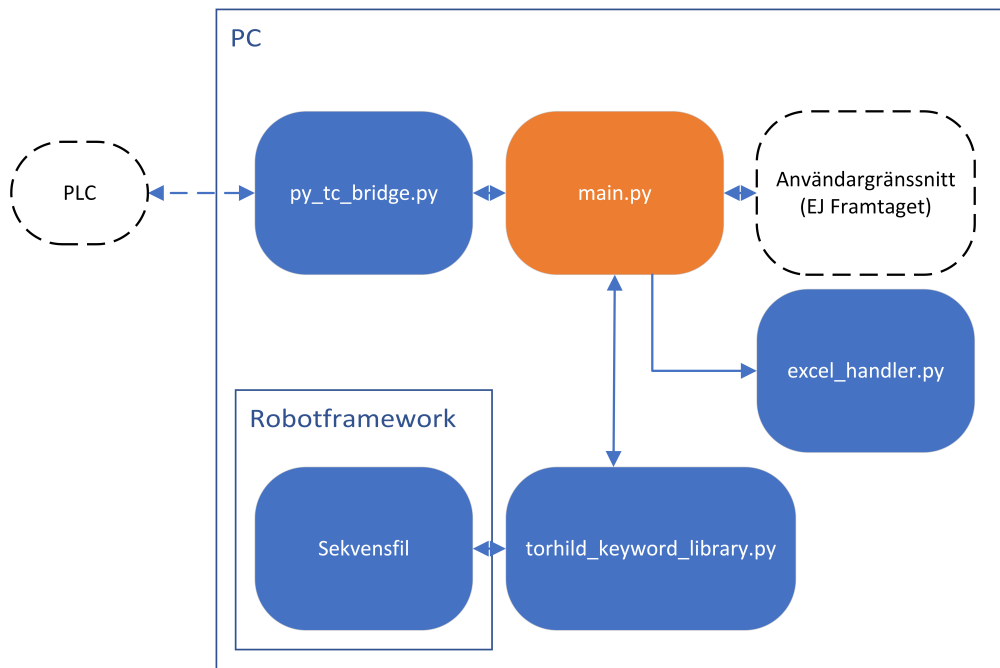 PC
PLC
py_tc_bridge.py
main.py
Användargränssnitt
(EJ Framtaget)
excel_handler.py
Robotframework
Sekvensfil
torhild_keyword_library.py